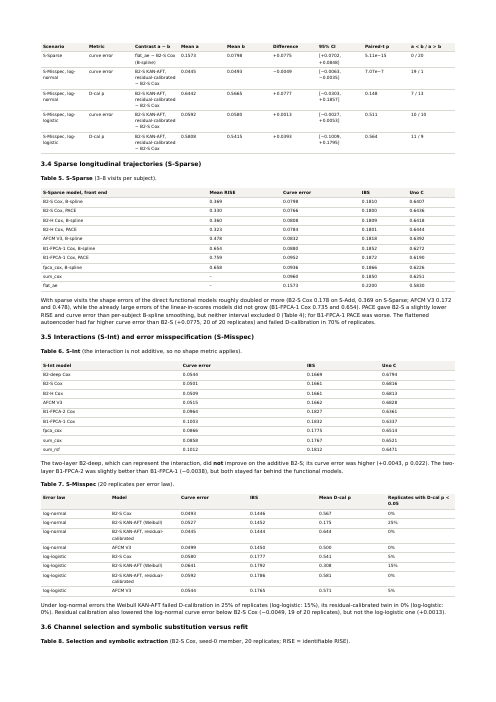 Scenario Metric Contrast a − b Mean a Mean b Difference 95% CI Paired-t p a < b / a > b
S-Sparse curve error flat_ae − B2-S Cox (B-spline) 0.1573 0.0798 +0.0775 [+0.0702, +0.0848] 5.11e−15 0 / 20
S-Misspec, log-normal curve error B2-S KAN-AFT, residual-calibrated − B2-S Cox 0.0445 0.0493 −0.0049 [−0.0063, −0.0035] 7.07e−7 19 / 1
S-Misspec, log-normal D-cal p B2-S KAN-AFT, residual-calibrated − B2-S Cox 0.6442 0.5665 +0.0777 [−0.0303, +0.1857] 0.148 7 / 13
S-Misspec, log-logistic curve error B2-S KAN-AFT, residual-calibrated − B2-S Cox 0.0592 0.0580 +0.0013 [−0.0027, +0.0053] 0.511 10 / 10
S-Misspec, log-logistic D-cal p B2-S KAN-AFT, residual-calibrated − B2-S Cox 0.5808 0.5415 +0.0393 [−0.1009, +0.1795] 0.564 11 / 9
3.4 Sparse longitudinal trajectories (S-Sparse)
Table 5. S-Sparse (3–8 visits per subject).
S-Sparse model, front end Mean RISE Curve error IBS Uno C
B2-S Cox, B-spline 0.369 0.0798 0.1810 0.6407
B2-S Cox, PACE 0.330 0.0766 0.1800 0.6436
B2-H Cox, B-spline 0.360 0.0808 0.1809 0.6418
B2-H Cox, PACE 0.323 0.0784 0.1801 0.6444
AFCM V3, B-spline 0.478 0.0832 0.1818 0.6392
B1-FPCA-1 Cox, B-spline 0.654 0.0880 0.1852 0.6272
B1-FPCA-1 Cox, PACE 0.759 0.0952 0.1872 0.6190
fpca_cox, B-spline 0.658 0.0936 0.1866 0.6226
sum_cox – 0.0960 0.1850 0.6251
flat_ae – 0.1573 0.2200 0.5830
With sparse visits the shape errors of the direct functional models roughly doubled or more (B2-S Cox 0.178 on S-Add, 0.369 on S-Sparse; AFCM V3 0.172
and 0.478), while the already large errors of the linear-in-scores models did not grow (B1-FPCA-1 Cox 0.735 and 0.654). PACE gave B2-S a slightly lower
RISE and curve error than per-subject B-spline smoothing, but neither interval excluded 0 (Table 4); for B1-FPCA-1 PACE was worse. The flattened
autoencoder had far higher curve error than B2-S (+0.0775, 20 of 20 replicates) and failed D-calibration in 70% of replicates.
3.5 Interactions (S-Int) and error misspecification (S-Misspec)
Table 6. S-Int (the interaction is not additive, so no shape metric applies).
S-Int model Curve error IBS Uno C
B2-deep Cox 0.0544 0.1669 0.6794
B2-S Cox 0.0501 0.1661 0.6816
B2-H Cox 0.0509 0.1661 0.6813
AFCM V3 0.0515 0.1662 0.6828
B1-FPCA-2 Cox 0.0964 0.1827 0.6361
B1-FPCA-1 Cox 0.1003 0.1832 0.6337
fpca_cox 0.0866 0.1775 0.6514
sum_cox 0.0858 0.1767 0.6521
sum_rsf 0.1012 0.1812 0.6471
The two-layer B2-deep, which can represent the interaction, did not improve on the additive B2-S; its curve error was higher (+0.0043, p 0.022). The two-
layer B1-FPCA-2 was slightly better than B1-FPCA-1 (−0.0038), but both stayed far behind the functional models.
Table 7. S-Misspec (20 replicates per error law).
Error law Model Curve error IBS Mean D-cal p Replicates with D-cal p < 0.05
log-normal B2-S Cox 0.0493 0.1446 0.567 0%
log-normal B2-S KAN-AFT (Weibull) 0.0527 0.1452 0.175 25%
log-normal B2-S KAN-AFT, residual-calibrated 0.0445 0.1444 0.644 0%
log-normal AFCM V3 0.0499 0.1450 0.500 0%
log-logistic B2-S Cox 0.0580 0.1777 0.541 5%
log-logistic B2-S KAN-AFT (Weibull) 0.0641 0.1792 0.308 15%
log-logistic B2-S KAN-AFT, residual-calibrated 0.0592 0.1786 0.581 0%
log-logistic AFCM V3 0.0543 0.1765 0.571 5%
Under log-normal errors the Weibull KAN-AFT failed D-calibration in 25% of replicates (log-logistic: 15%), its residual-calibrated twin in 0% (log-logistic:
0%). Residual calibration also lowered the log-normal curve error below B2-S Cox (−0.0049, 19 of 20 replicates), but not the log-logistic one (+0.0013).
3.6 Channel selection and symbolic substitution versus refit
Table 8. Selection and symbolic extraction (B2-S Cox, seed-0 member, 20 replicates; RISE = identifiable RISE).